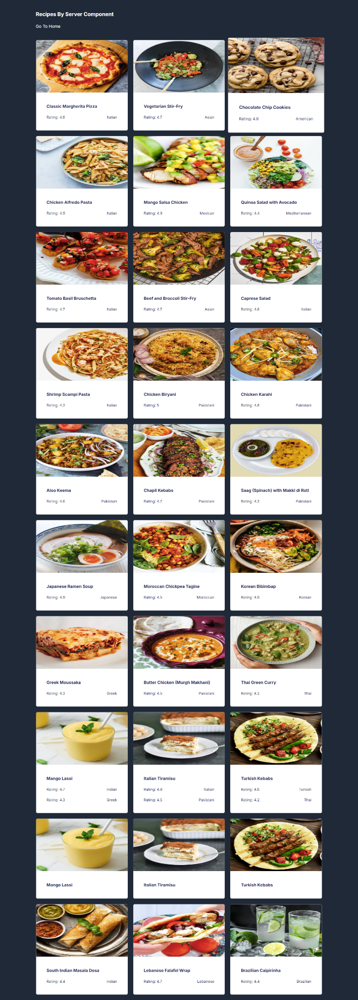 Recipes By Server Component
Go To Home
Classic Margherita Pizza
Rating: 4.6 Italian
Vegetarian Stir-Fry
Rating: 4.7 Asian
Chocolate Chip Cookies
Rating: 4.9 American
Chicken Alfredo Pasta
Rating: 4.9 Italian
Mango Salsa Chicken
Rating: 4.9 Mexican
Quinoa Salad with Avocado
Rating: 4.4 Mediterranean
Tomato Basil Bruschetta
Rating: 4.7 Italian
Beef and Broccoli Stir-Fry
Rating: 4.7 Asian
Caprese Salad
Rating: 4.6 Italian
Shrimp Scampi Pasta
Rating: 4.3 Italian
Chicken Biryani
Rating: 5 Pakistani
Chicken Karahi
Rating: 4.8 Pakistani
Aloo Keema
Rating: 4.6 Pakistani
Chapli Kebabs
Rating: 4.7 Pakistani
Saag (Spinach) with Makki di Roti
Rating: 4.3 Pakistani
Japanese Ramen Soup
Rating: 4.9 Japanese
Moroccan Chickpea Tagine
Rating: 4.5 Moroccan
Korean Bibimbap
Rating: 4.9 Korean
Greek Moussaka
Rating: 4.3 Greek
Butter Chicken (Murgh Makhani)
Rating: 4.5 Pakistani
Thai Green Curry
Rating: 4.2 Thai
Mango Lassi
Rating: 4.7 Indian
Rating: 4.3 Greek
Italian Tiramisu
Rating: 4.6 Italian
Rating: 4.5 Pakistani
Turkish Kebabs
Rating: 4.6 Turkish
Rating: 4.2 Thai
Mango Lassi
Italian Tiramisu
Turkish Kebabs
South Indian Masala Dosa
Rating: 4.4 Indian
Lebanese Falafel Wrap
Rating: 4.7 Lebanese
Brazilian Caipirinha
Rating: 4.4 Brazilian